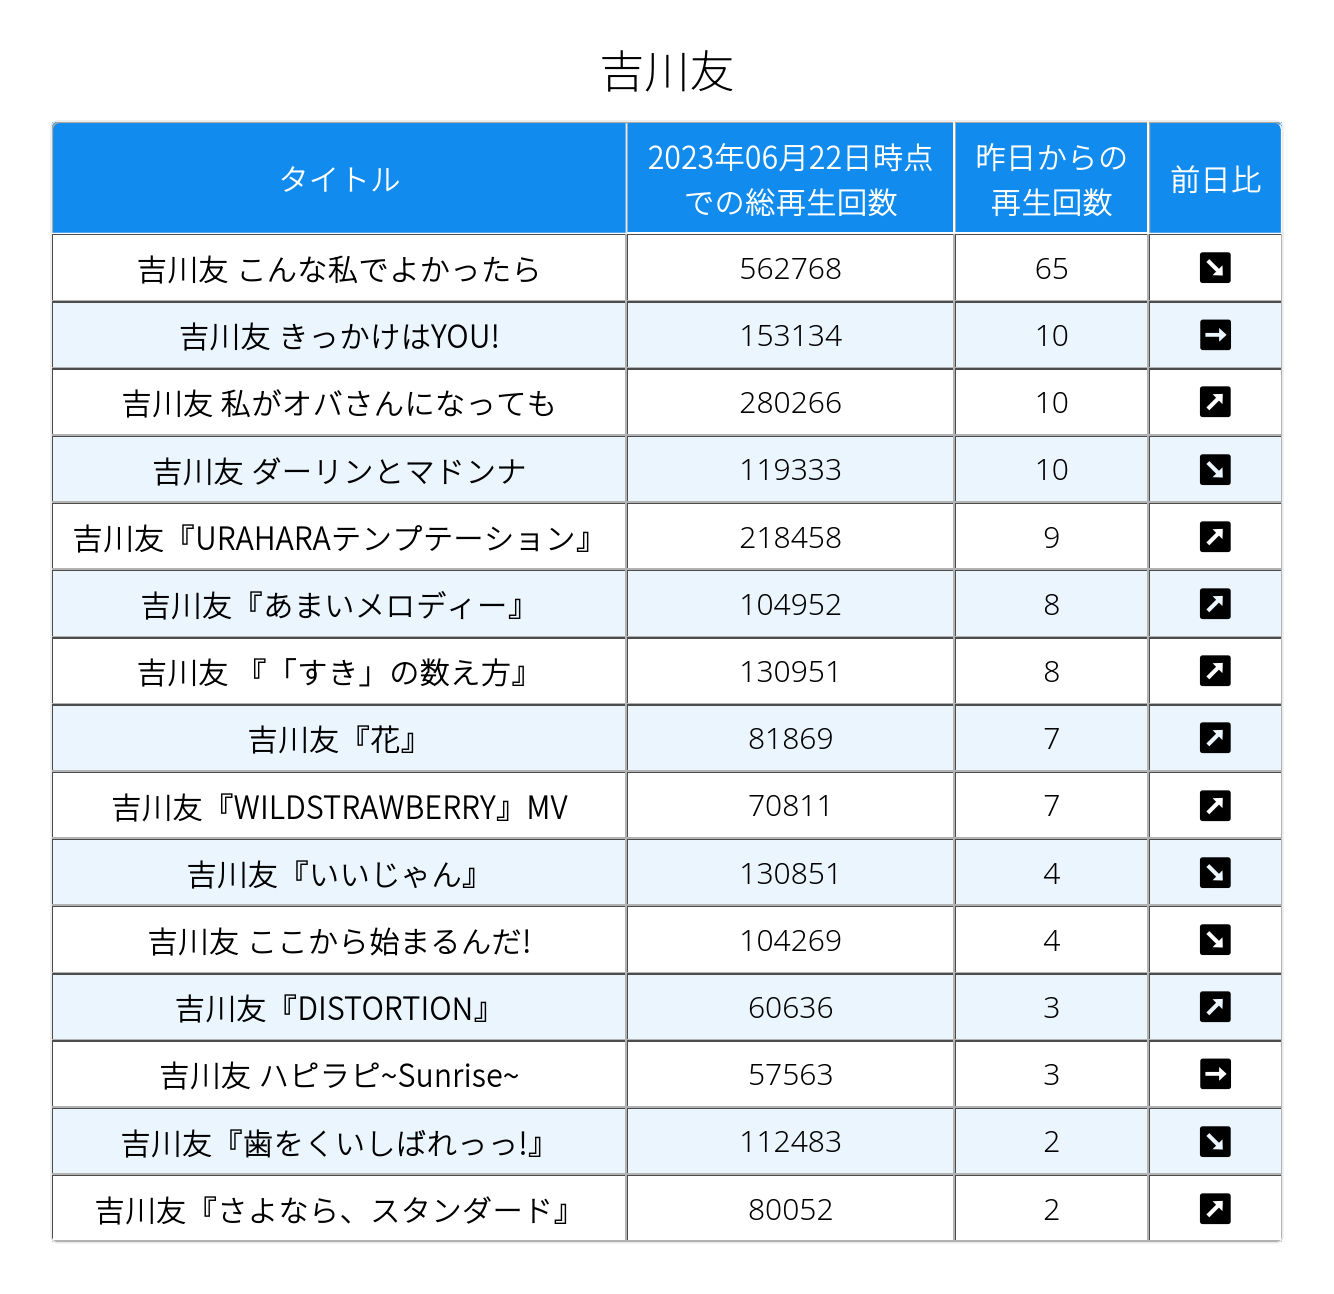 吉川友
タイトル
2023年06月22日時点
での総再生回数
昨日からの
再生回数
前日比
吉川友 こんな私でよかったら 562768 65
吉川友 きっかけはYOU! 153134 10
吉川友 私がオバさんになっても 280266 10
吉川友 ダーリンとマドンナ 119333 10
吉川友『URAHARAテンプテーション』 218458 9
吉川友『あまいメロディー』 104952 8
吉川友 『「すき」の数え方』 130951 8
吉川友『花』 81869 7
吉川友『WILDSTRAWBERRY』MV 70811 7
吉川友『いいじゃん』 130851 4
吉川友 ここから始まるんだ! 104269 4
吉川友『DISTORTION』 60636 3
吉川友 ハピラピ~Sunrise~ 57563 3
吉川友『歯をくいしばれっっ!』 112483 2
吉川友『さよなら、スタンダード』 80052 2